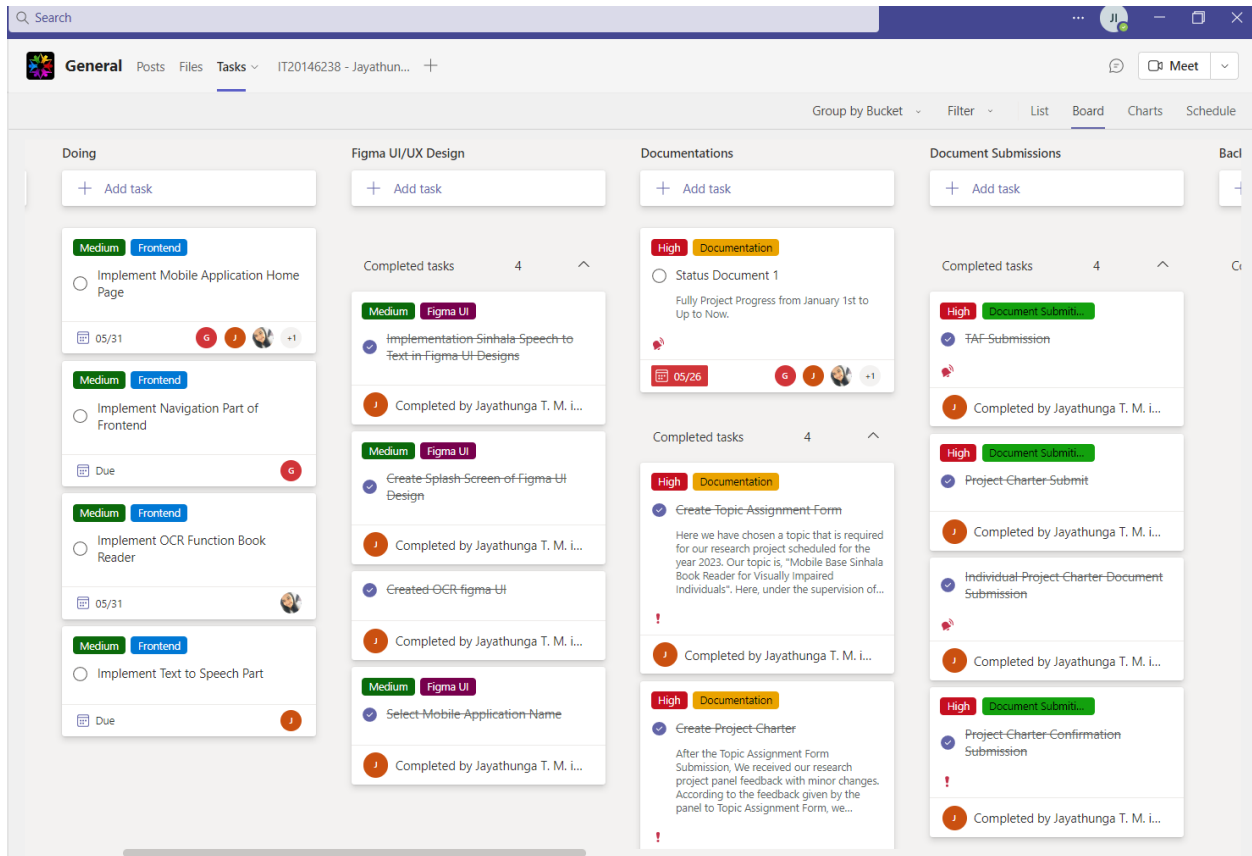 Search
JI
General Posts Files Tasks IT20146238 - Jayathun...
Meet
Group by Bucket Filter List Board Charts Schedule
Doing
Add task
Medium Frontend
Implement Mobile Application Home
Page
05/31 G J +1
Medium Frontend
Implement Navigation Part of
Frontend
Due G
Medium Frontend
Implement OCR Function Book
Reader
05/31
Medium Frontend
Implement Text to Speech Part
Due J
Figma UI/UX Design
Add task
Completed tasks 4
Medium Figma UI
Implementation Sinhala Speech to
Text in Figma UI Designs
J Completed by Jayathunga T. M. i...
Medium Figma UI
Create Splash Screen of Figma UI
Design
J Completed by Jayathunga T. M. i...
Created OCR figma UI
J Completed by Jayathunga T. M. i...
Medium Figma UI
Select Mobile Application Name
J Completed by Jayathunga T. M. i...
Documentations
Add task
High Documentation
Status Document 1
Fully Project Progress from January 1st to
Up to Now.
05/26 G J +1
Completed tasks 4
High Documentation
Create Topic Assignment Form
Here we have chosen a topic that is required
for our research project scheduled for the
year 2023. Our topic is, "Mobile Base Sinhala
Book Reader for Visually Impaired
Individuals". Here, under the supervision of...
J Completed by Jayathunga T. M. i...
High Documentation
Create Project Charter
After the Topic Assignment Form
Submission, We received our research
project panel feedback with minor changes.
According to the feedback given by the
panel to Topic Assignment Form, we...
Document Submissions
Add task
Completed tasks 4
High Document Submiti...
TAF Submission
J Completed by Jayathunga T. M. i...
High Document Submiti...
Project Charter Submit
J Completed by Jayathunga T. M. i...
Individual Project Charter Document
Submission
J Completed by Jayathunga T. M. i...
High Document Submiti...
Project Charter Confirmation
Submission
J Completed by Jayathunga T. M. i...